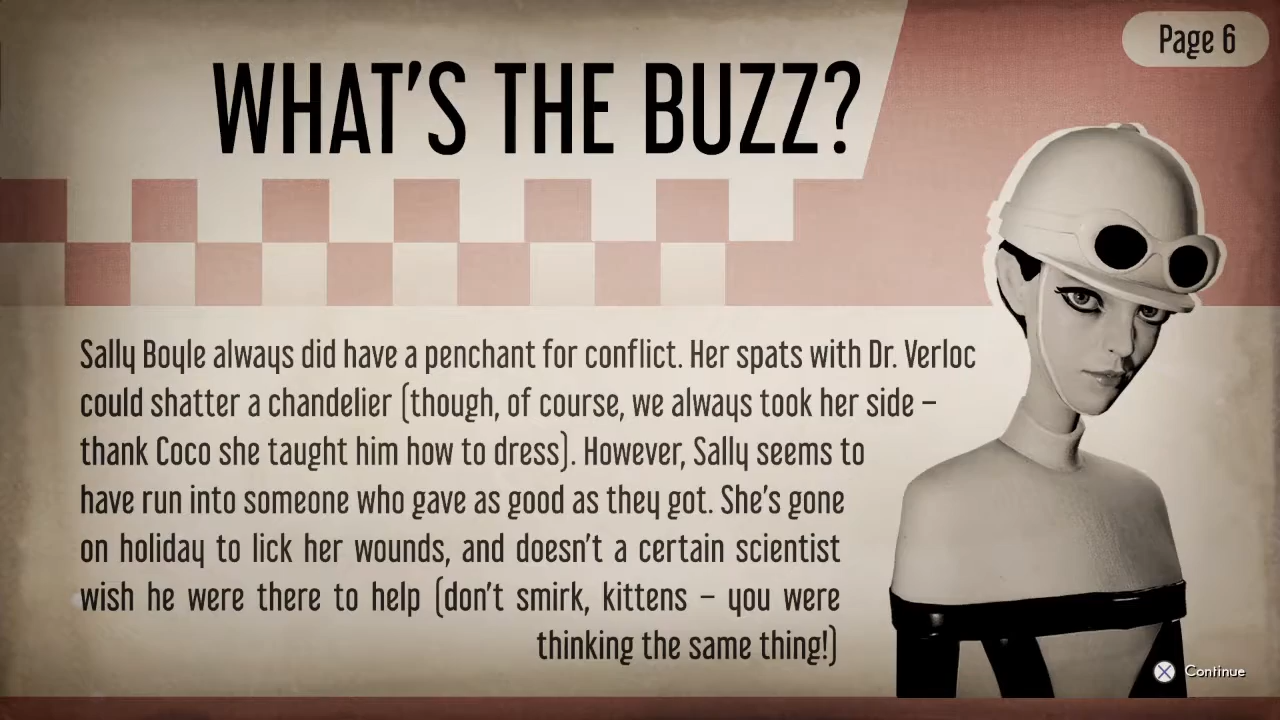 Page 6
WHAT'S THE BUZZ?
Sally Boyle always did have a penchant for conflict. Her spats with Dr. Verloc
could shatter a chandelier (though, of course, we always took her side –
thank Coco she taught him how to dress). However, Sally seems to
have run into someone who gave as good as they got. She's gone
on holiday to lick her wounds, and doesn't a certain scientist
wish he were there to help (don't smirk, kittens – you were
thinking the same thing!)
Continue